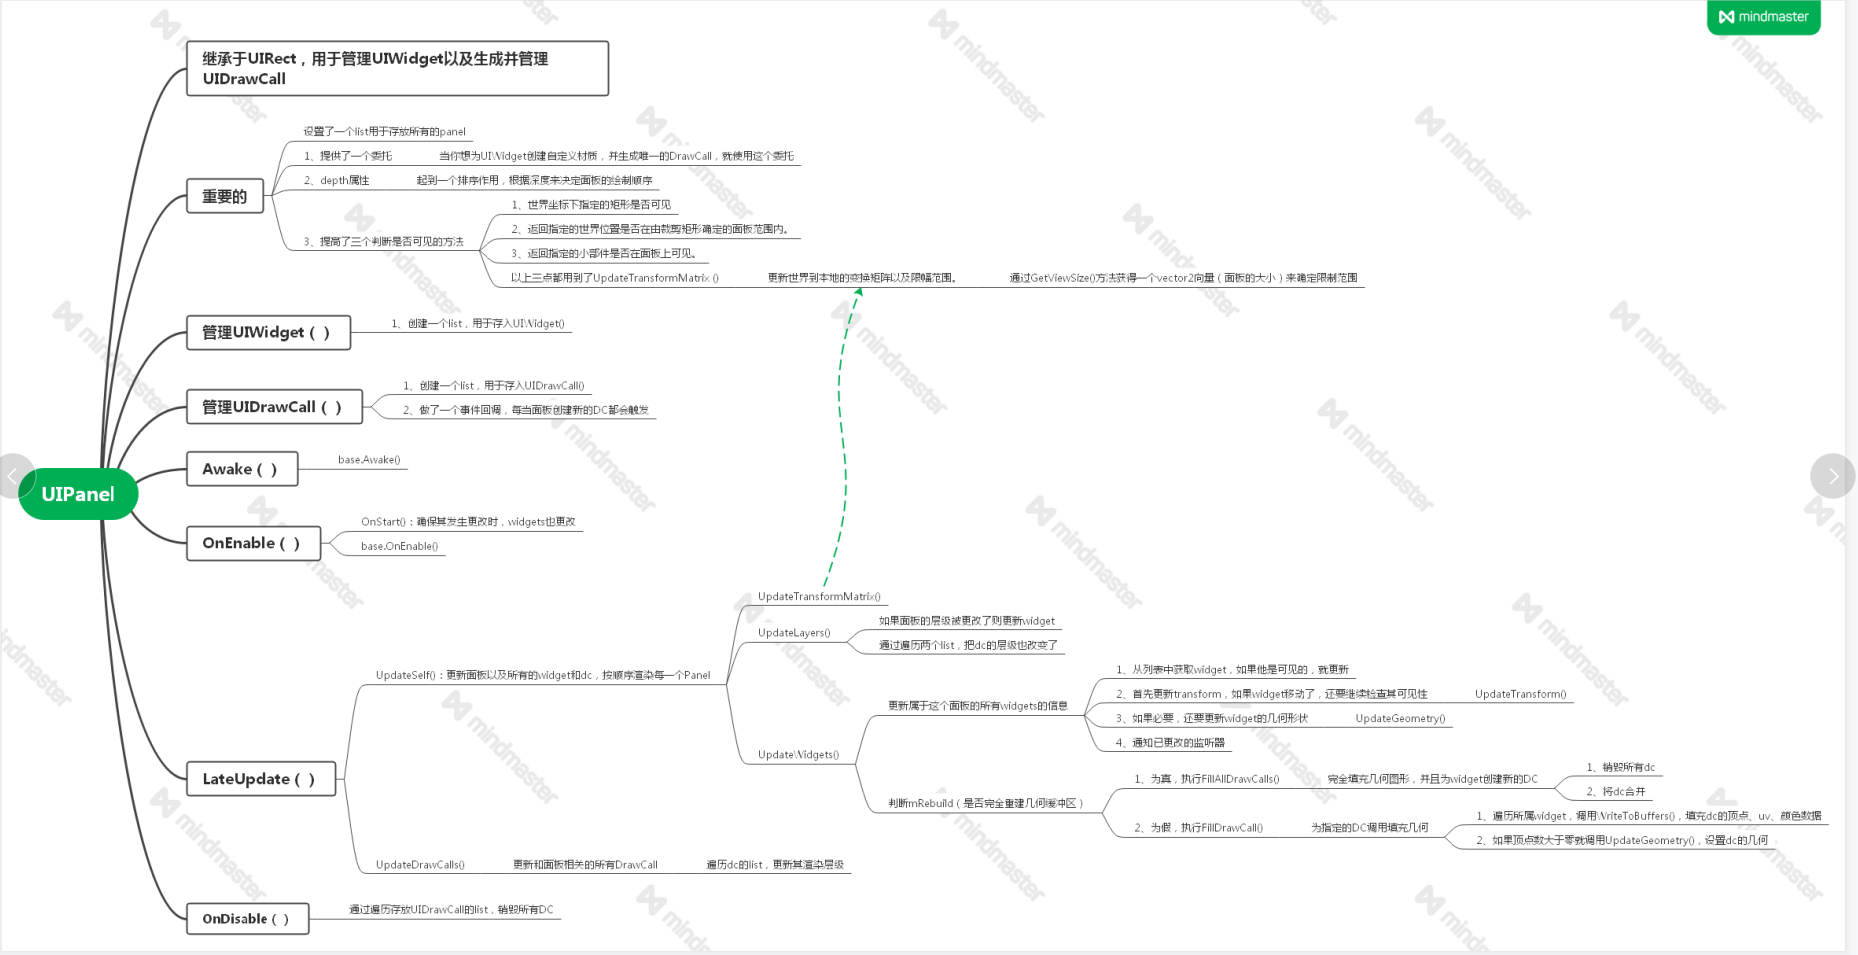 mindmaster
继承于UIRect，用于管理UIWidget以及生成并管理
UIDrawCall
重要的
设置了一个list用于存放所有的panel
1、提供了一个委托
当你想为UIWidget创建自定义材质，并生成唯一的DrawCall，就使用这个委托
2、depth属性
起到一个排序作用，根据深度来决定面板的绘制顺序
3、提高了三个判断是否可见的方法
1、世界坐标下指定的矩形是否可见
2、返回指定的世界位置是否在由裁剪矩形确定的面板范围内。
3、返回指定的小部件是否在面板上可见。
以上三点都用到了UpdateTransformMatrix ()
更新世界到本地的变换矩阵以及限幅范围。
通过GetViewSize()方法获得一个vector2向量（面板的大小）来确定限制范围
管理UIWidget（ ）
1、创建一个list，用于存入UIWidget()
管理UIDrawCall（ ）
1、创建一个list，用于存入UIDrawCall()
2、做了一个事件回调，每当面板创建新的DC都会触发
Awake（ ）
base.Awake()
UIPanel
OnEnable（ ）
OnStart()：确保其发生更改时，widgets也更改
base.OnEnable()
LateUpdate（ ）
UpdateSelf()：更新面板以及所有的widget和dc，按顺序渲染每一个Panel
UpdateTransformMatrix()
UpdateLayers()
如果面板的层级被更改了则更新widget
通过遍历两个list，把dc的层级也改变了
UpdateWidgets()
更新属于这个面板的所有widgets的信息
1、从列表中获取widget，如果他是可见的，就更新
2、首先更新transform，如果widget移动了，还要继续检查其可见性
UpdateTransform()
3、如果必要，还要更新widget的几何形状
UpdateGeometry()
4、通知已更改的监听器
判断mRebuild（是否完全重建几何缓冲区）
1、为真，执行FillAllDrawCalls()
完全填充几何图形，并且为widget创建新的DC
1、销毁所有dc
2、将dc合并
2、为假，执行FillDrawCall()
为指定的DC调用填充几何
1、遍历所属widget，调用WriteToBuffers()，填充dc的顶点、uv、颜色数据
2、如果顶点数大于零就调用UpdateGeometry()，设置dc的几何
UpdateDrawCalls()
更新和面板相关的所有DrawCall
遍历dc的list，更新其渲染层级
OnDisable（ ）
通过遍历存放UIDrawCall的list，销毁所有DC